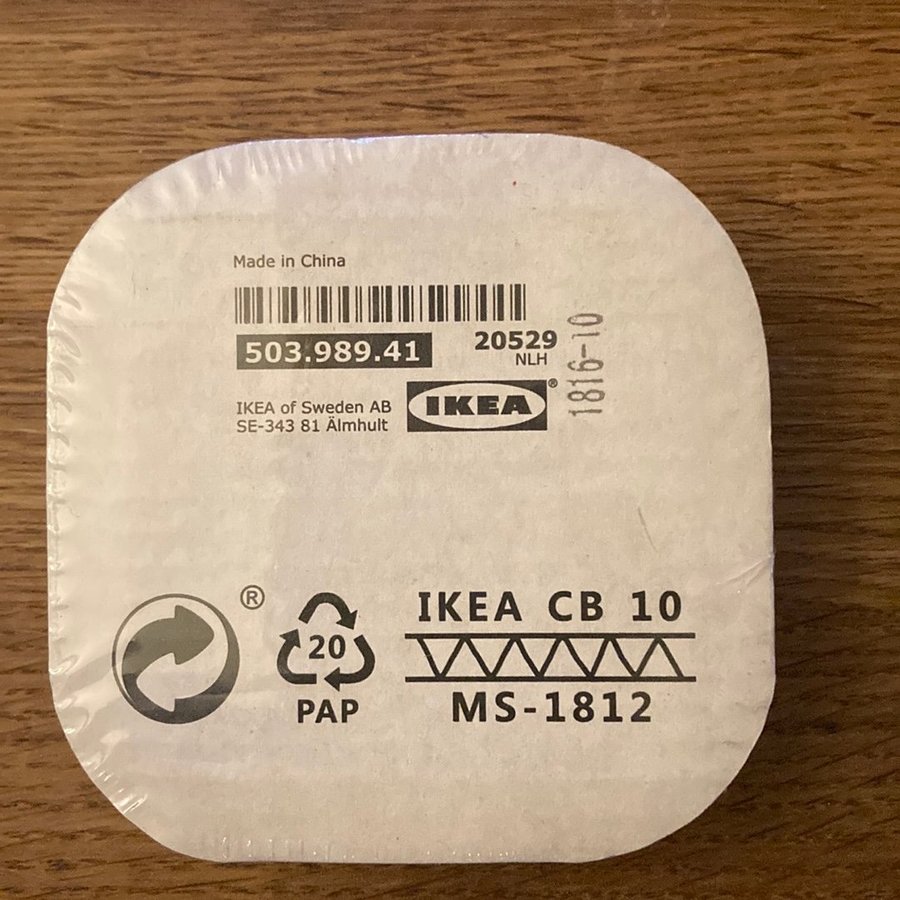 Made in China
503.989.41
20529
NLH
1816-10
IKEA of Sweden AB
SE-343 81 Älmhult
IKEA®
®
20
PAP
IKEA CB 10
MS-1812